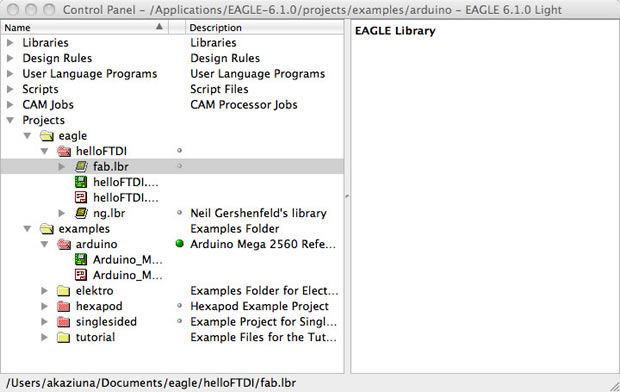 Control Panel – /Applications/EAGLE-6.1.0/projects/examples/arduino – EAGLE 6.1.0 Light
Name Description
Libraries Libraries
Design Rules Design Rules
User Language Programs User Language Programs
Scripts Script Files
CAM Jobs CAM Processor Jobs
Projects
eagle
helloFTDI
fab.lbr
helloFTDI....
helloFTDI....
ng.lbr Neil Gershenfeld's library
examples Examples Folder
arduino Arduino Mega 2560 Refe...
Arduino_M...
Arduino_M...
elektro Examples Folder for Elect...
hexapod Hexapod Example Project
singlesided Example Project for Singl...
tutorial Example Files for the Tut...
EAGLE Library
/Users/akaziuna/Documents/eagle/helloFTDI/fab.lbr